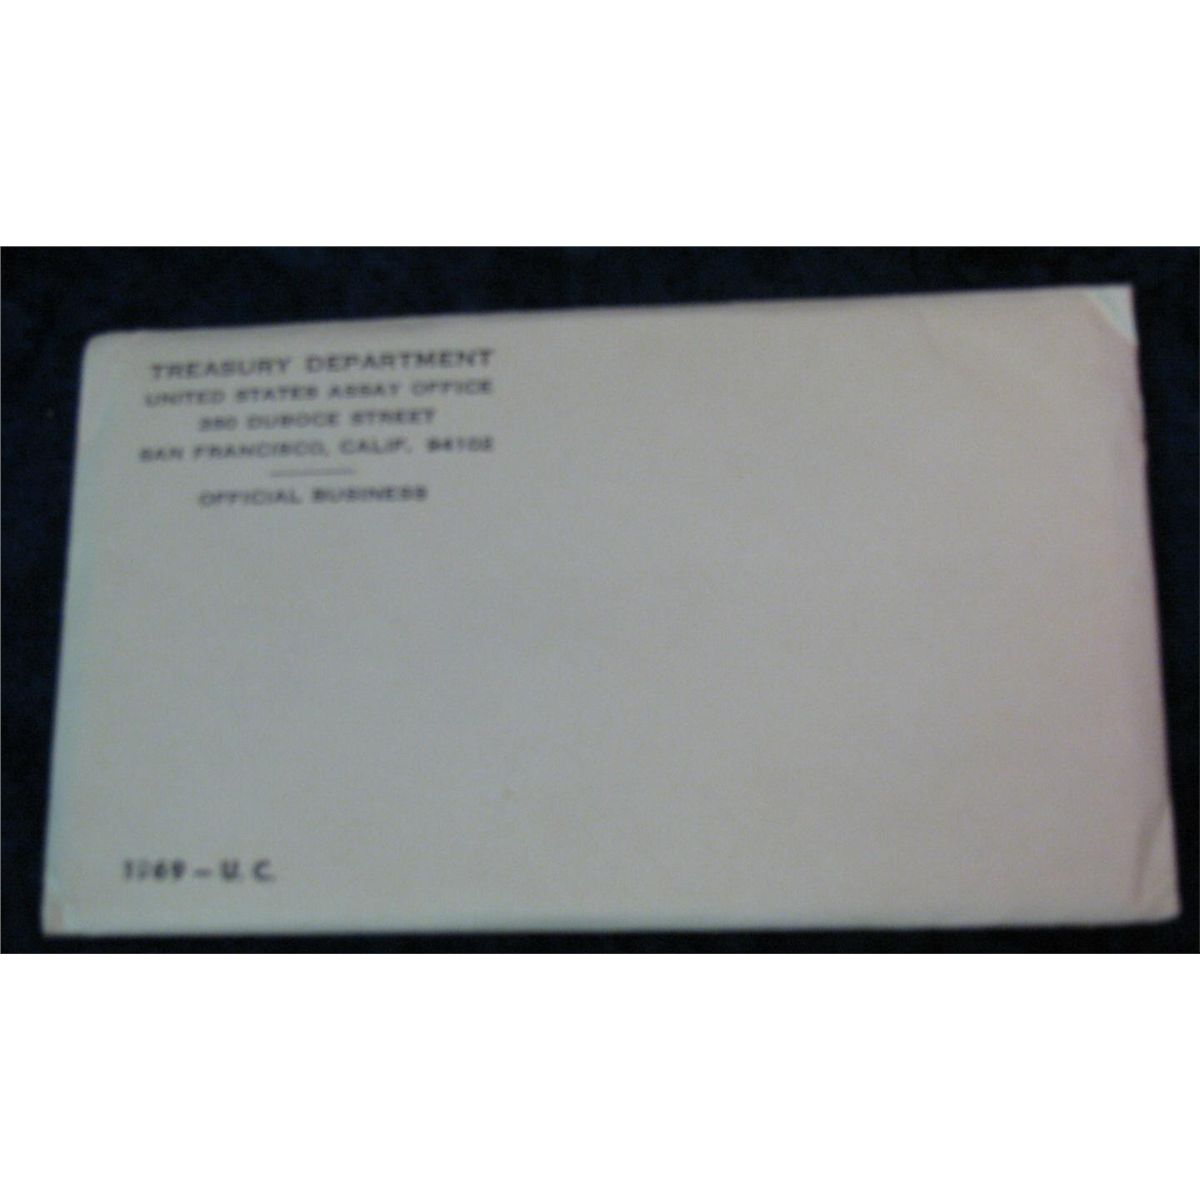 TREASURY DEPARTMENT
UNITED STATES ASSAY OFFICE
350 DUBOCE STREET
SAN FRANCISCO, CALIF. 94102
OFFICIAL BUSINESS
1969 - U. C.